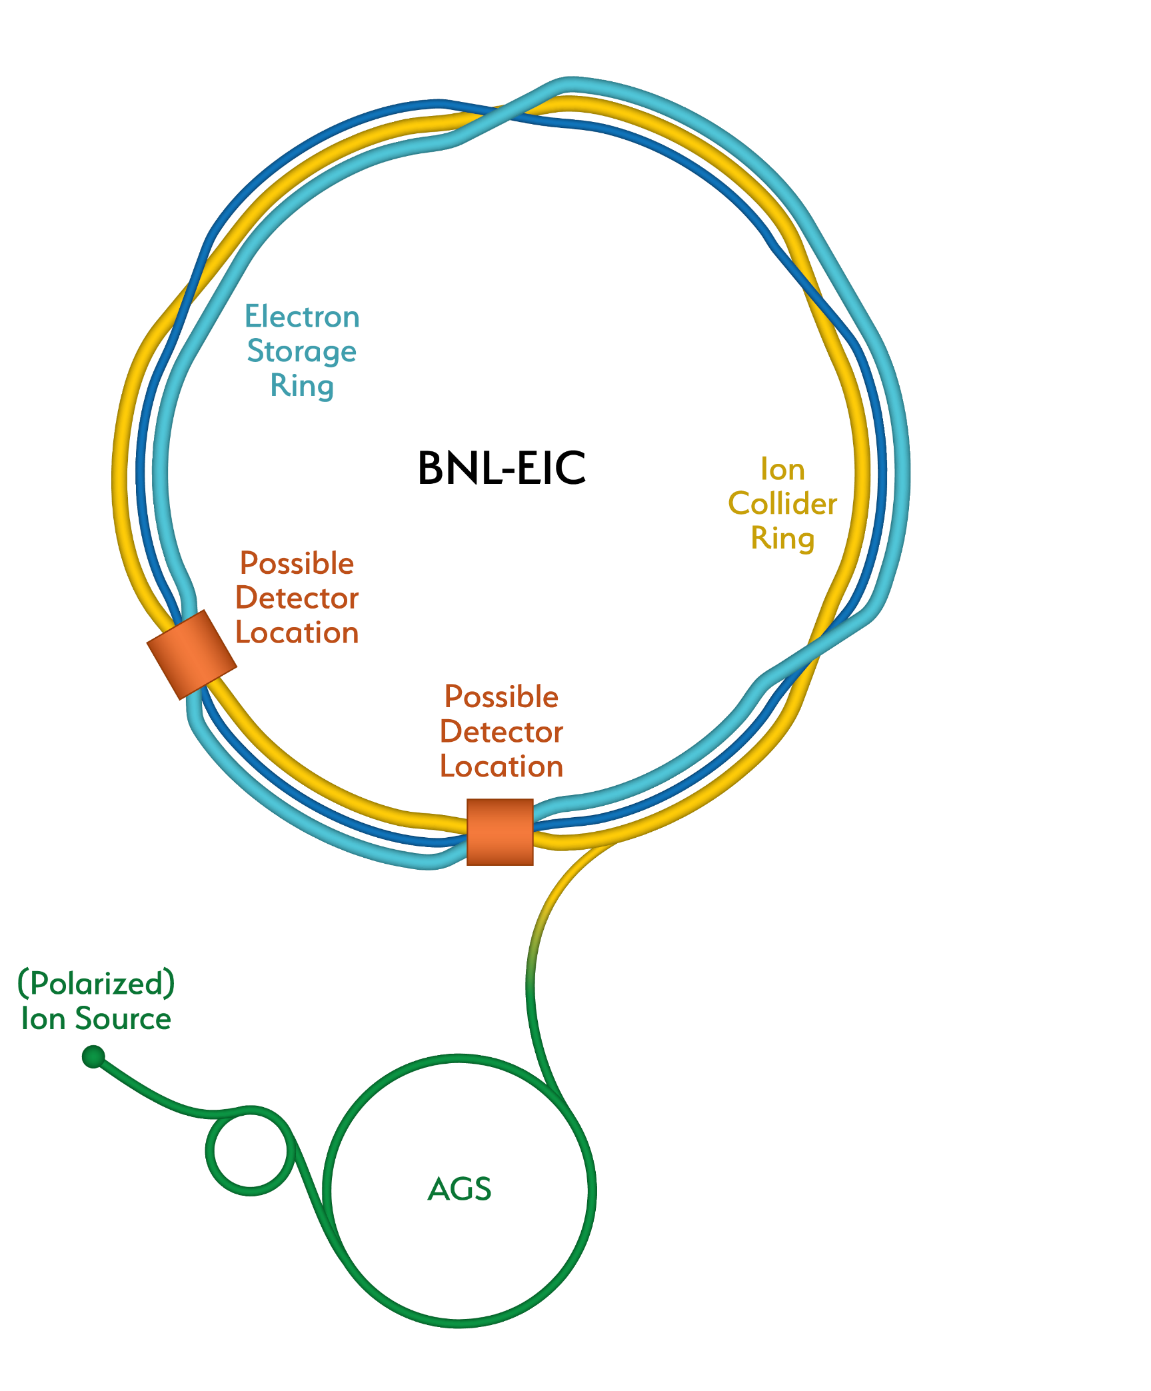 Electron
Storage
Ring
BNL-EIC
Ion
Collider
Ring
Possible
Detector
Location
Possible
Detector
Location
(Polarized)
Ion Source
AGS